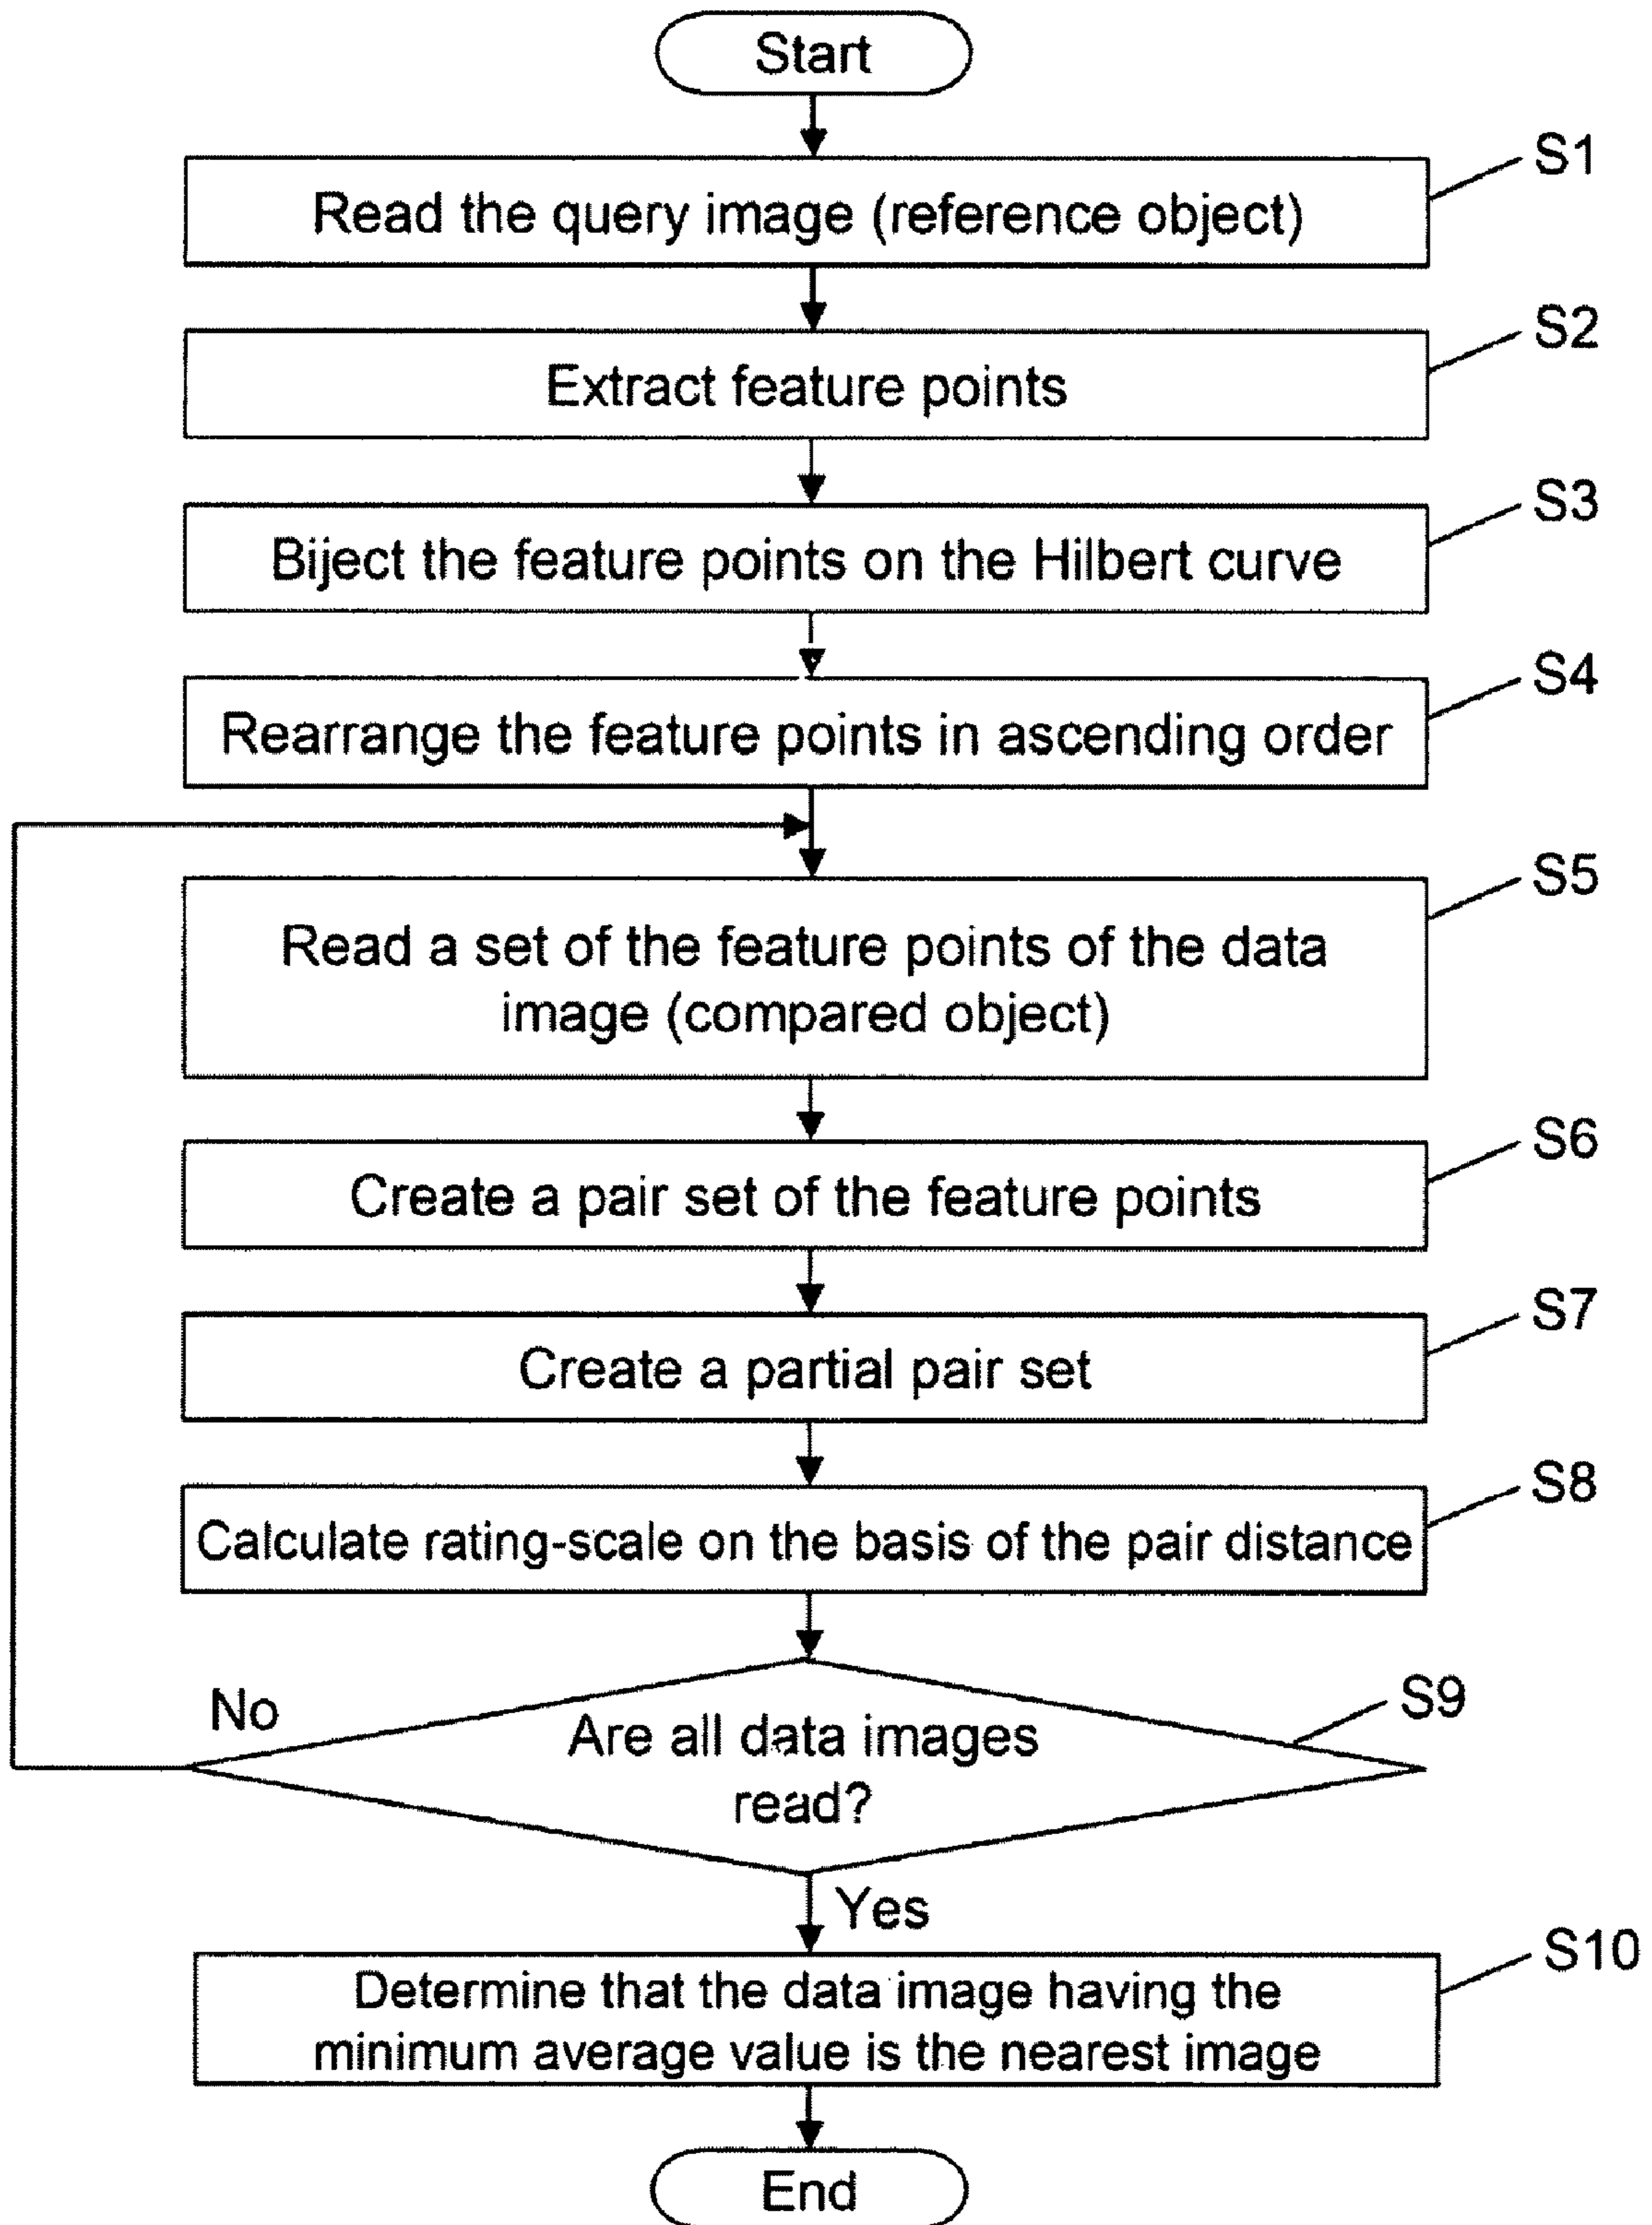 Start
S1
Read the query image (reference object)
S2
Extract feature points
S3
Biject the feature points on the Hilbert curve
S4
Rearrange the feature points in ascending order
S5
Read a set of the feature points of the data
image (compared object)
S6
Create a pair set of the feature points
S7
Create a partial pair set
S8
Calculate rating-scale on the basis of the pair distance
S9
No
Are all data images
read?
Yes
S10
Determine that the data image having the
minimum average value is the nearest image
End